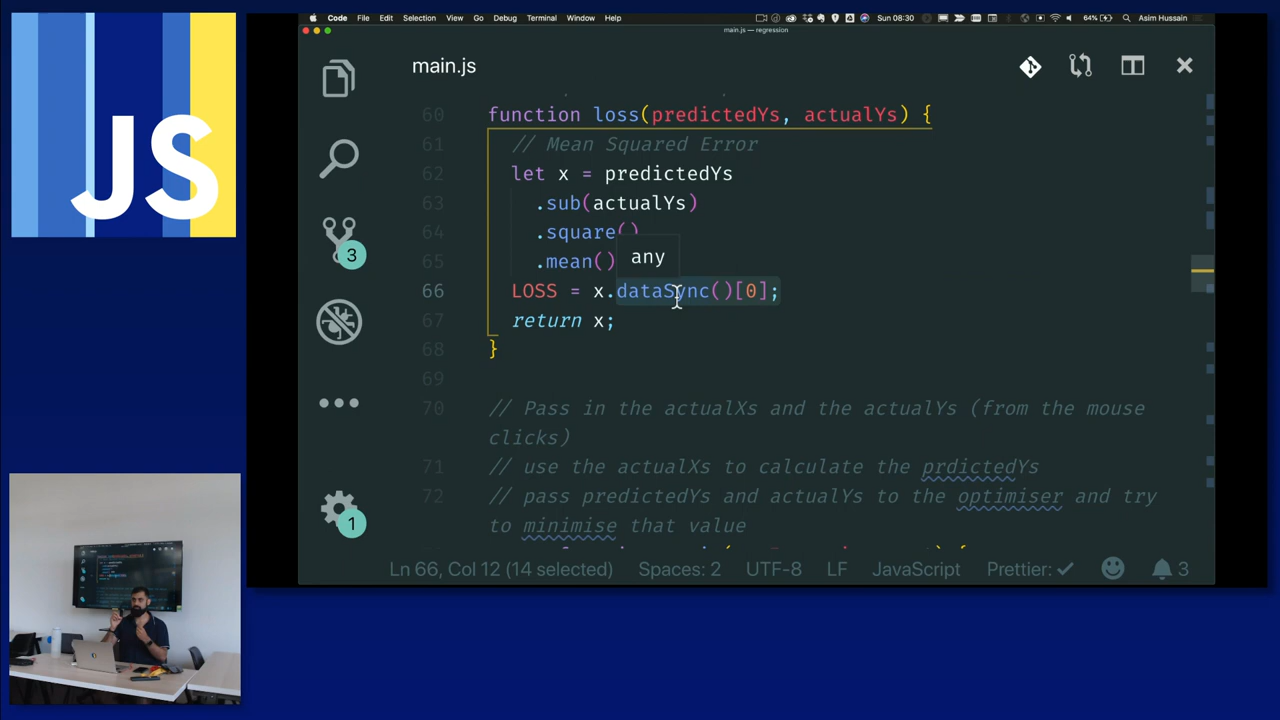 Code File Edit Selection View Go Debug Terminal Window Help
Sun 08:30 64% Asim Hussain
main.js — regression
JS
main.js
60 function loss(predictedYs, actualYs) {
61 // Mean Squared Error
62 let x = predictedYs
63 .sub(actualYs)
64 .square()
65 .mean()
any
66 LOSS = x.dataSync()[0];
67 return x;
68 }
69
70 // Pass in the actualXs and the actualYs (from the mouse
clicks)
71 // use the actualXs to calculate the prdictedYs
72 // pass predictedYs and actualYs to the optimiser and try
to minimise that value
3
1
Ln 66, Col 12 (14 selected) Spaces: 2 UTF-8 LF JavaScript Prettier: ✓ 3